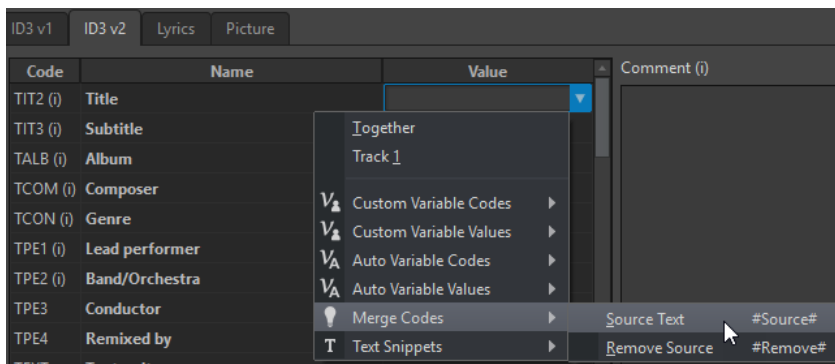 ID3 v1 ID3 v2 Lyrics Picture
Code Name Value Comment (i)
TIT2 (i) Title
TIT3 (i) Subtitle Together
TALB (i) Album Track 1
TCOM (i) Composer Custom Variable Codes
TCON (i) Genre Custom Variable Values
TPE1 (i) Lead performer Auto Variable Codes
TPE2 (i) Band/Orchestra Auto Variable Values
TPE3 Conductor Merge Codes Source Text #Source#
TPE4 Remixed by T Text Snippets Remove Source #Remove#